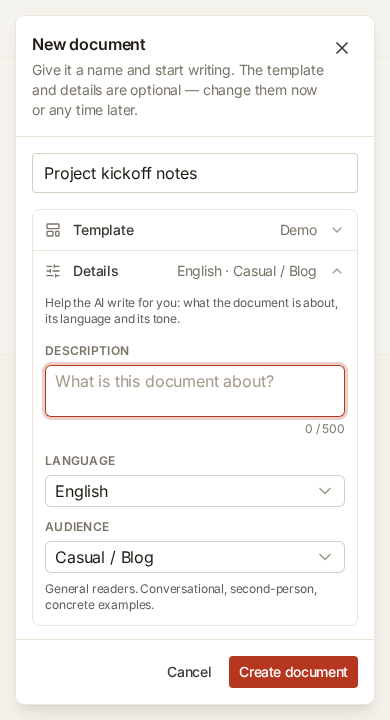 New document
Give it a name and start writing. The template
and details are optional — change them now
or any time later.
Project kickoff notes
Template
Demo
Details
English · Casual / Blog
Help the AI write for you: what the document is about,
its language and its tone.
DESCRIPTION
What is this document about?
0 / 500
LANGUAGE
English
AUDIENCE
Casual / Blog
General readers. Conversational, second-person,
concrete examples.
Cancel
Create document